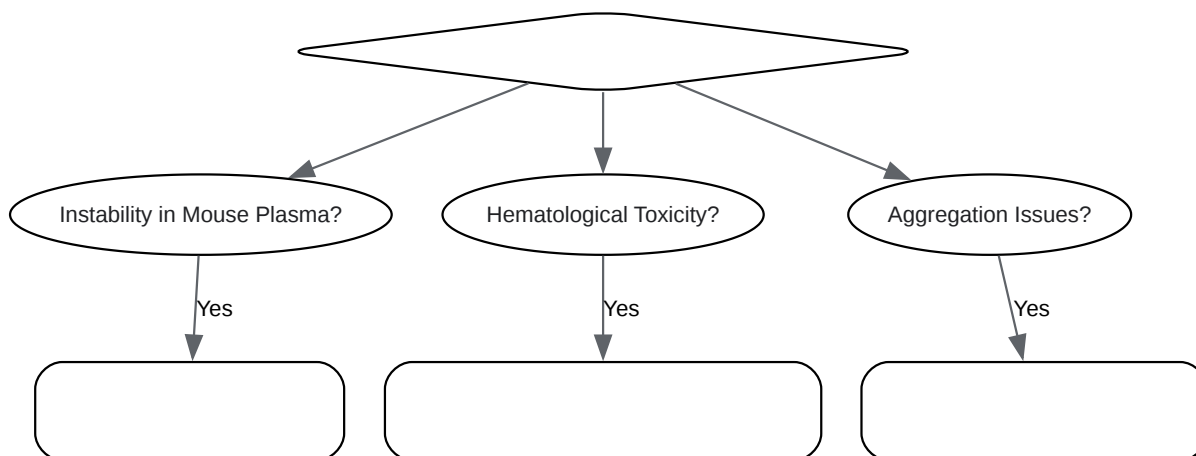 Instability in Mouse Plasma?
Hematological Toxicity?
Aggregation Issues?
Yes
Yes
Yes